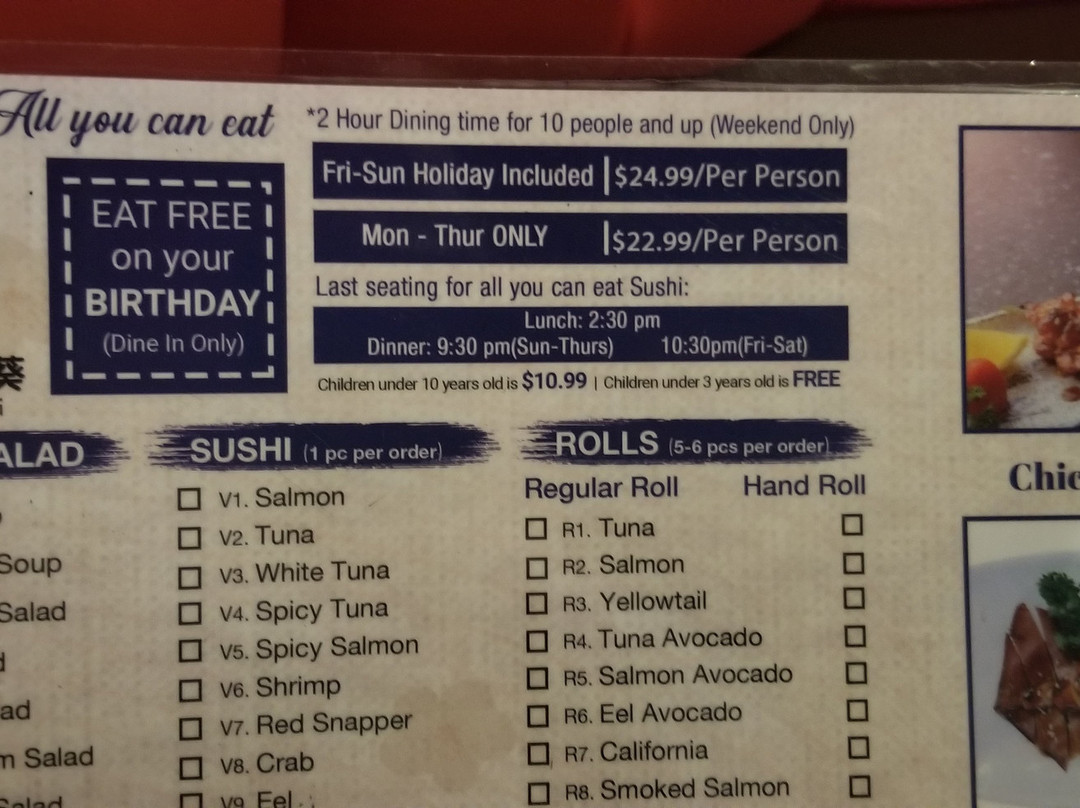 All you can eat
*2 Hour Dining time for 10 people and up (Weekend Only)
Fri-Sun Holiday Included | $24.99/Per Person
Mon - Thur ONLY | $22.99/Per Person
Last seating for all you can eat Sushi:
Lunch: 2:30 pm
Dinner: 9:30 pm(Sun-Thurs) 10:30pm(Fri-Sat)
Children under 10 years old is $10.99 | Children under 3 years old is FREE
EAT FREE
on your
BIRTHDAY
(Dine In Only)
葵
i
ALAD
Soup
Salad
d
ad
m Salad
Salad
SUSHI (1 pc per order)
V1. Salmon
V2. Tuna
V3. White Tuna
V4. Spicy Tuna
V5. Spicy Salmon
V6. Shrimp
V7. Red Snapper
V8. Crab
V9. Eel
ROLLS (5-6 pcs per order)
Regular Roll Hand Roll
R1. Tuna
R2. Salmon
R3. Yellowtail
R4. Tuna Avocado
R5. Salmon Avocado
R6. Eel Avocado
R7. California
R8. Smoked Salmon
Chic